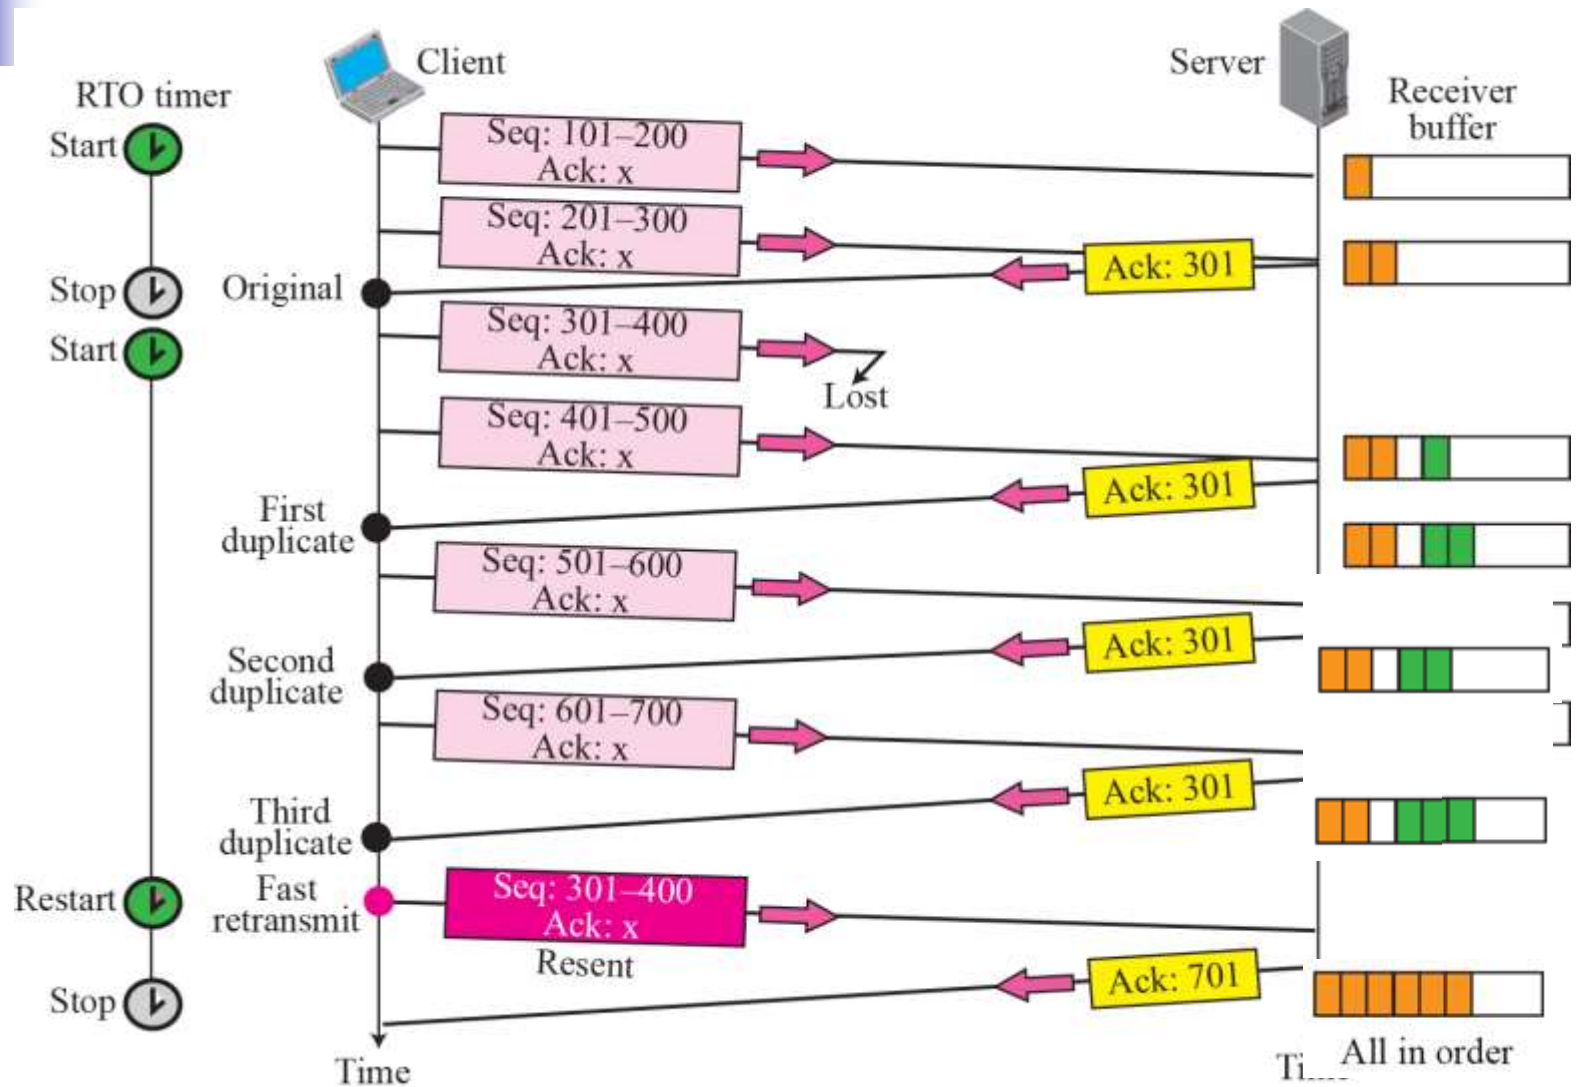 Client
Server
RTO timer
Receiver
buffer
Start
Seq: 101–200
Ack: x
Seq: 201–300
Ack: x
Ack: 301
Stop
Original
Start
Seq: 301–400
Ack: x
Lost
Seq: 401–500
Ack: x
Ack: 301
First
duplicate
Seq: 501–600
Ack: x
Ack: 301
Second
duplicate
Seq: 601–700
Ack: x
Ack: 301
Third
duplicate
Restart
Fast
retransmit
Seq: 301–400
Ack: x
Resent
Ack: 701
Stop
All in order
Time